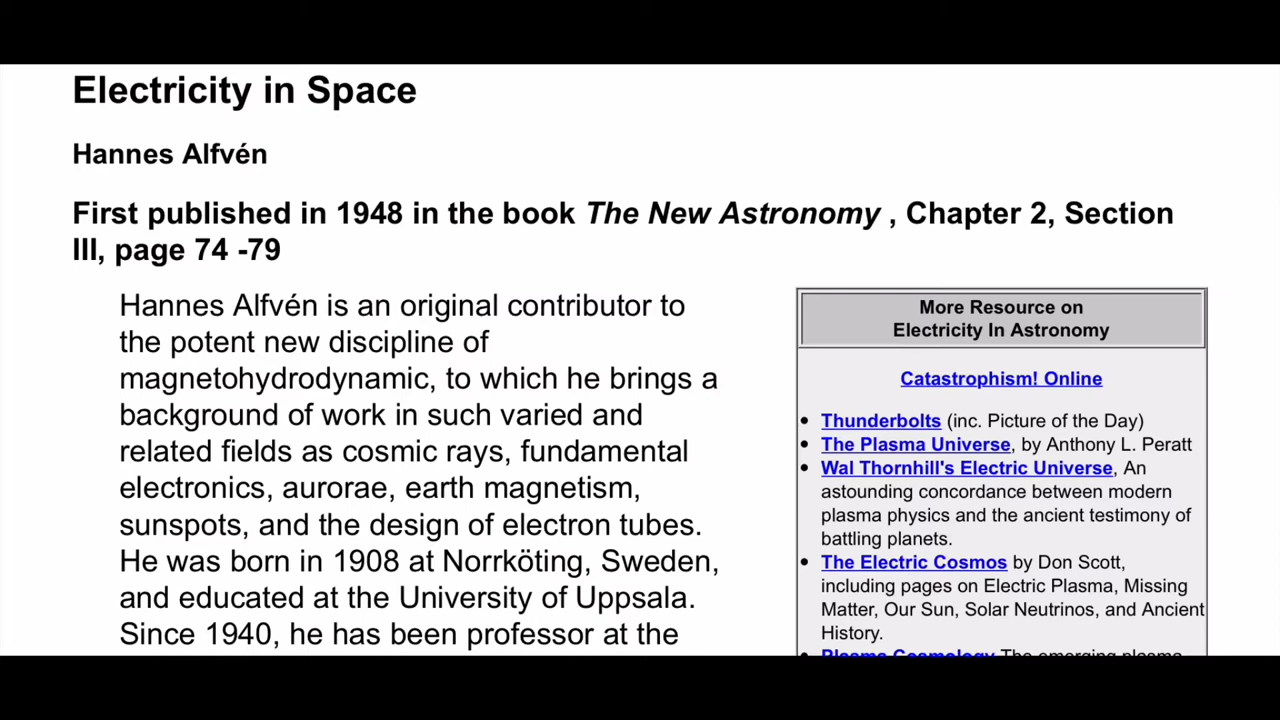 Electricity in Space
Hannes Alfvén
First published in 1948 in the book The New Astronomy , Chapter 2, Section
III, page 74 -79
Hannes Alfvén is an original contributor to
the potent new discipline of
magnetohydrodynamic, to which he brings a
background of work in such varied and
related fields as cosmic rays, fundamental
electronics, aurorae, earth magnetism,
sunspots, and the design of electron tubes.
He was born in 1908 at Norrköting, Sweden,
and educated at the University of Uppsala.
Since 1940, he has been professor at the
More Resource on
Electricity In Astronomy
Catastrophism! Online
• Thunderbolts (inc. Picture of the Day)
• The Plasma Universe, by Anthony L. Peratt
• Wal Thornhill's Electric Universe, An
astounding concordance between modern
plasma physics and the ancient testimony of
battling planets.
• The Electric Cosmos by Don Scott,
including pages on Electric Plasma, Missing
Matter, Our Sun, Solar Neutrinos, and Ancient
History.
• Plasma Cosmology The emerging plasma